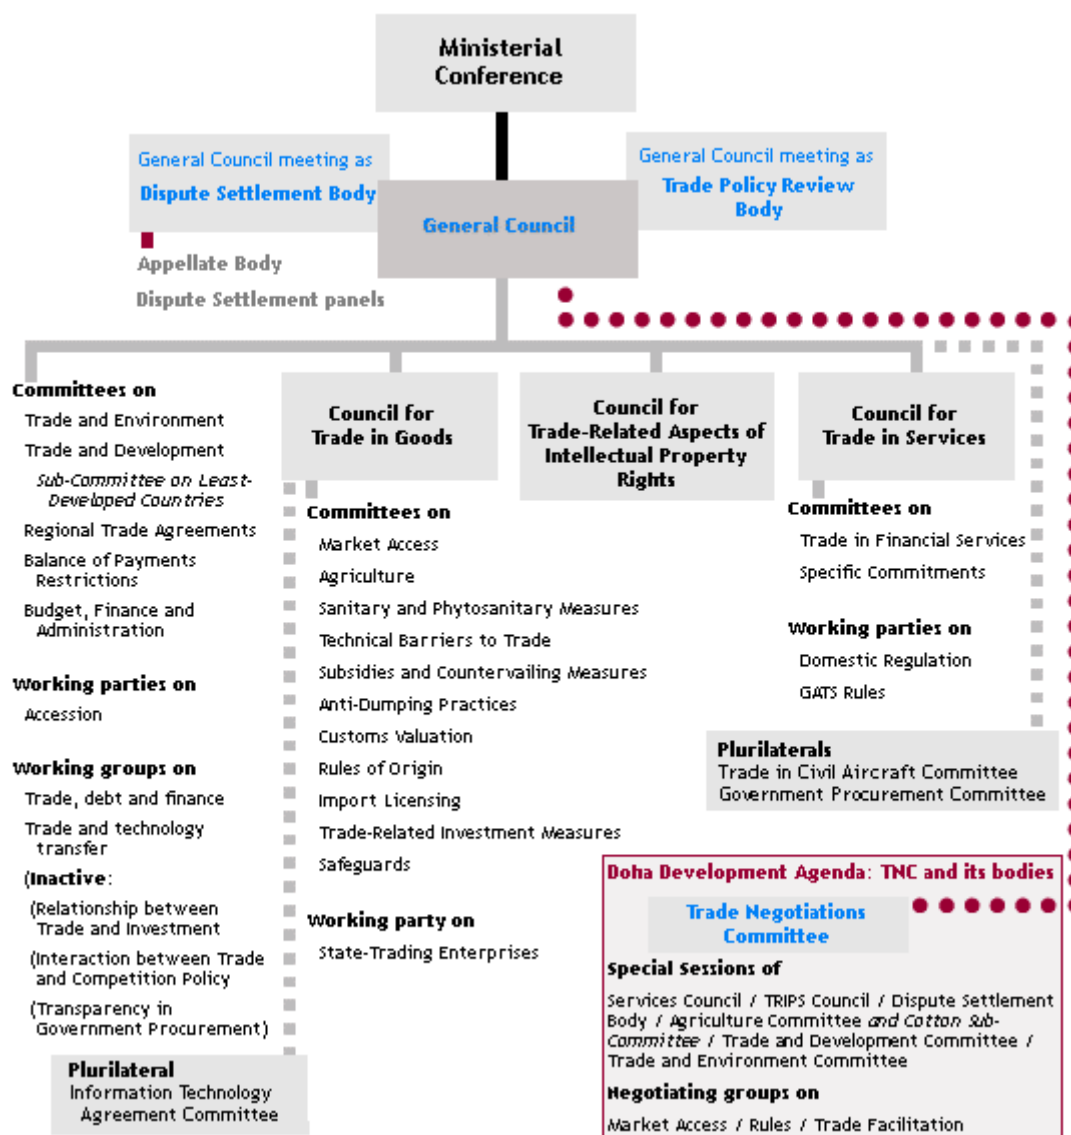 Ministerial
Conference
General Council meeting as
Dispute Settlement Body
General Council meeting as
Trade Policy Review
Body
General Council
Appellate Body
Dispute Settlement panels
Committees on
Trade and Environment
Trade and Development
Sub-Committee on Least-
Developed Countries
Regional Trade Agreements
Balance of Payments
Restrictions
Budget, Finance and
Administration
Working parties on
Accession
Working groups on
Trade, debt and finance
Trade and technology
transfer
(Inactive:
(Relationship between
Trade and Investment
(Interaction between Trade
and Competition Policy
(Transparency in
Government Procurement)
Plurilateral
Information Technology
Agreement Committee
Council for
Trade in Goods
Committees on
Market Access
Agriculture
Sanitary and Phytosanitary Measures
Technical Barriers to Trade
Subsidies and Countervailing Measures
Anti-Dumping Practices
Customs Valuation
Rules of Origin
Import Licensing
Trade-Related Investment Measures
Safeguards
Working party on
State-Trading Enterprises
Council for
Trade-Related Aspects of
Intellectual Property
Rights
Council for
Trade in Services
Committees on
Trade in Financial Services
Specific Commitments
Working parties on
Domestic Regulation
GATS Rules
Plurilaterals
Trade in Civil Aircraft Committee
Government Procurement Committee
Doha Development Agenda: TNC and its bodies
Trade Negotiations
Committee
Special Sessions of
Services Council / TRIPS Council / Dispute Settlement
Body / Agriculture Committee and Cotton Sub-
Committee / Trade and Development Committee /
Trade and Environment Committee
Negotiating groups on
Market Access / Rules / Trade Facilitation